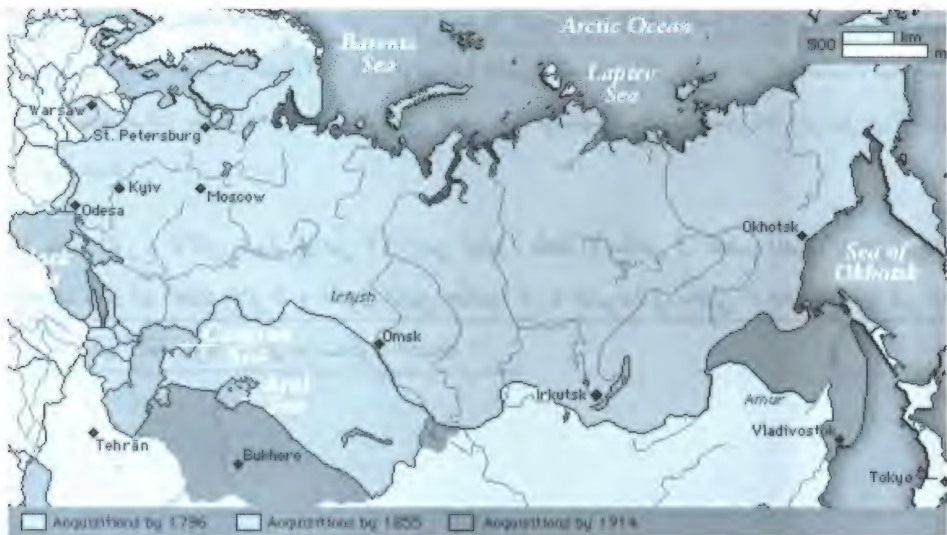 Barents
Sea
Arctic Ocean
Laptev
Sea
500
km
m
Warsaw
St. Petersburg
Kyiv
Moscow
Odesa
Okhotsk
Sea of
Okhotsk
Irtysh
Omsk
Irkutsk
Amur
Vladivostok
Tehrān
Bukhara
Tokyo
Acquisitions by 1796
Acquisitions by 1855
Acquisitions by 1914